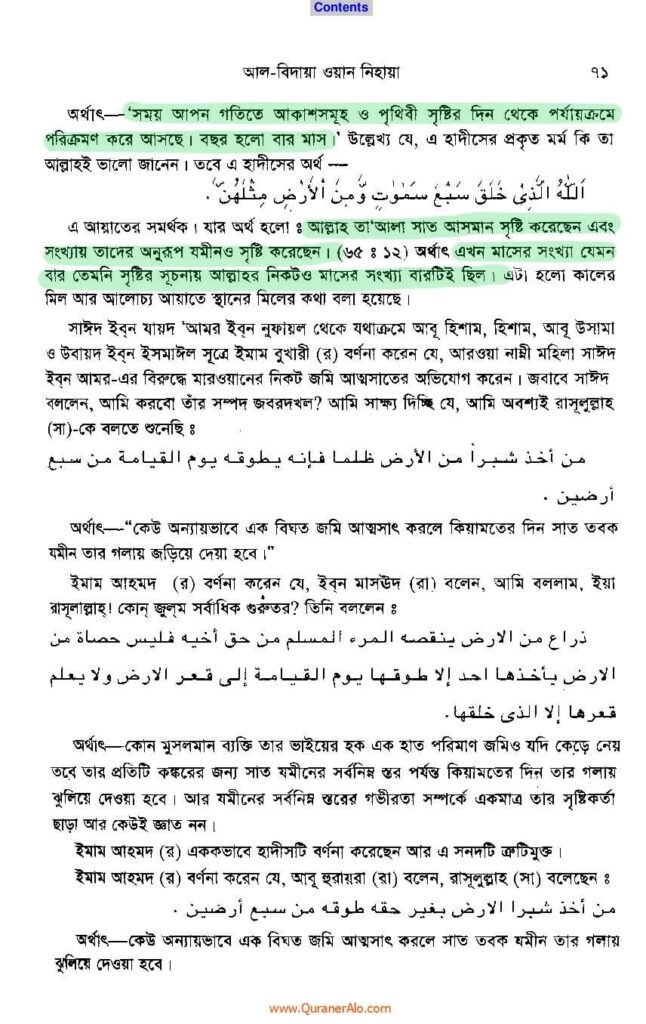 Contents
আল-বিদায়া ওয়ান নিহায়া ৭১
অর্থাৎ—‘সময় আপন গতিতে আকাশসমূহ ও পৃথিবী সৃষ্টির দিন থেকে পর্যায়ক্রমে
পরিক্রমণ করে আসছে। বছর হলো বার মাস।’ উল্লেখ্য যে, এ হাদীসের প্রকৃত মর্ম কি তা
আল্লাহই ভালো জানেন। তবে এ হাদীসের অর্থ —
اَللّٰهُ الَّذِىْ خَلَقَ سَبْعَ سَمٰوٰتٍ وَّمِنَ الْاَرْضِ مِثْلَهُنَّ .
এ আয়াতের সমর্থক। যার অর্থ হলো ঃ আল্লাহ তা‘আলা সাত আসমান সৃষ্টি করেছেন এবং
সংখ্যায় তাদের অনুরূপ যমীনও সৃষ্টি করেছেন। (৬৫ ঃ ১২) অর্থাৎ এখন মাসের সংখ্যা যেমন
বার তেমনি সৃষ্টির সূচনায় আল্লাহর নিকটও মাসের সংখ্যা বারটিই ছিল। এটা হলো কালের
মিল আর আলোচ্য আয়াতে স্থানের মিলের কথা বলা হয়েছে।
সাঈদ ইব্‌ন যায়দ ‘আমর ইব্‌ন নুফায়ল থেকে যথাক্রমে আবূ হিশাম, হিশাম, আবূ উসামা
ও উবায়দ ইব্‌ন ইসমাঈল সূত্রে ইমাম বুখারী (র) বর্ণনা করেন যে, আরওয়া নাম্নী মহিলা সাঈদ
ইব্‌ন আমর-এর বিরুদ্ধে মারওয়ানের নিকট জমি আত্মসাতের অভিযোগ করেন। জবাবে সাঈদ
বললেন, আমি করবো তাঁর সম্পদ জবরদখল? আমি সাক্ষ্য দিচ্ছি যে, আমি অবশ্যই রাসূলুল্লাহ
(সা)-কে বলতে শুনেছি ঃ
من أخذ شبراً من الأرض ظلما فإنه يطوقه يوم القيامة من سبع
أرضين .
অর্থাৎ—“কেউ অন্যায়ভাবে এক বিঘত জমি আত্মসাৎ করলে কিয়ামতের দিন সাত তবক
যমীন তার গলায় জড়িয়ে দেয়া হবে।”
ইমাম আহমদ (র) বর্ণনা করেন যে, ইব্‌ন মাসঊদ (রা) বলেন, আমি বললাম, ইয়া
রাসূলাল্লাহ! কোন্ জুল্‌ম সর্বাধিক গুরুতর? তিনি বললেন ঃ
ذراع من الارض ينقصه المرء المسلم من حق أخيه فليس حصاة من
الارض يأخذها احد إلا طوقها يوم القيامة إلى قعر الارض ولا يعلم
قعرها إلا الذى خلقها.
অর্থাৎ—কোন মুসলমান ব্যক্তি তার ভাইয়ের হক এক হাত পরিমাণ জমিও যদি কেড়ে নেয়
তবে তার প্রতিটি কঙ্করের জন্য সাত যমীনের সর্বনিম্ন স্তর পর্যন্ত কিয়ামতের দিন তার গলায়
ঝুলিয়ে দেওয়া হবে। আর যমীনের সর্বনিম্ন স্তরের গভীরতা সম্পর্কে একমাত্র তার সৃষ্টিকর্তা
ছাড়া আর কেউই জ্ঞাত নন।
ইমাম আহমদ (র) এককভাবে হাদীসটি বর্ণনা করেছেন আর এ সনদটি ত্রুটিমুক্ত।
ইমাম আহমদ (র) বর্ণনা করেন যে, আবূ হুরায়রা (রা) বলেন, রাসূলুল্লাহ (সা) বলেছেন ঃ
من أخذ شبرا الارض بغير حقه طوقه من سبع أرضين .
অর্থাৎ—কেউ অন্যায়ভাবে এক বিঘত জমি আত্মসাৎ করলে সাত তবক যমীন তার গলায়
ঝুলিয়ে দেওয়া হবে।
www.QuranerAlo.com